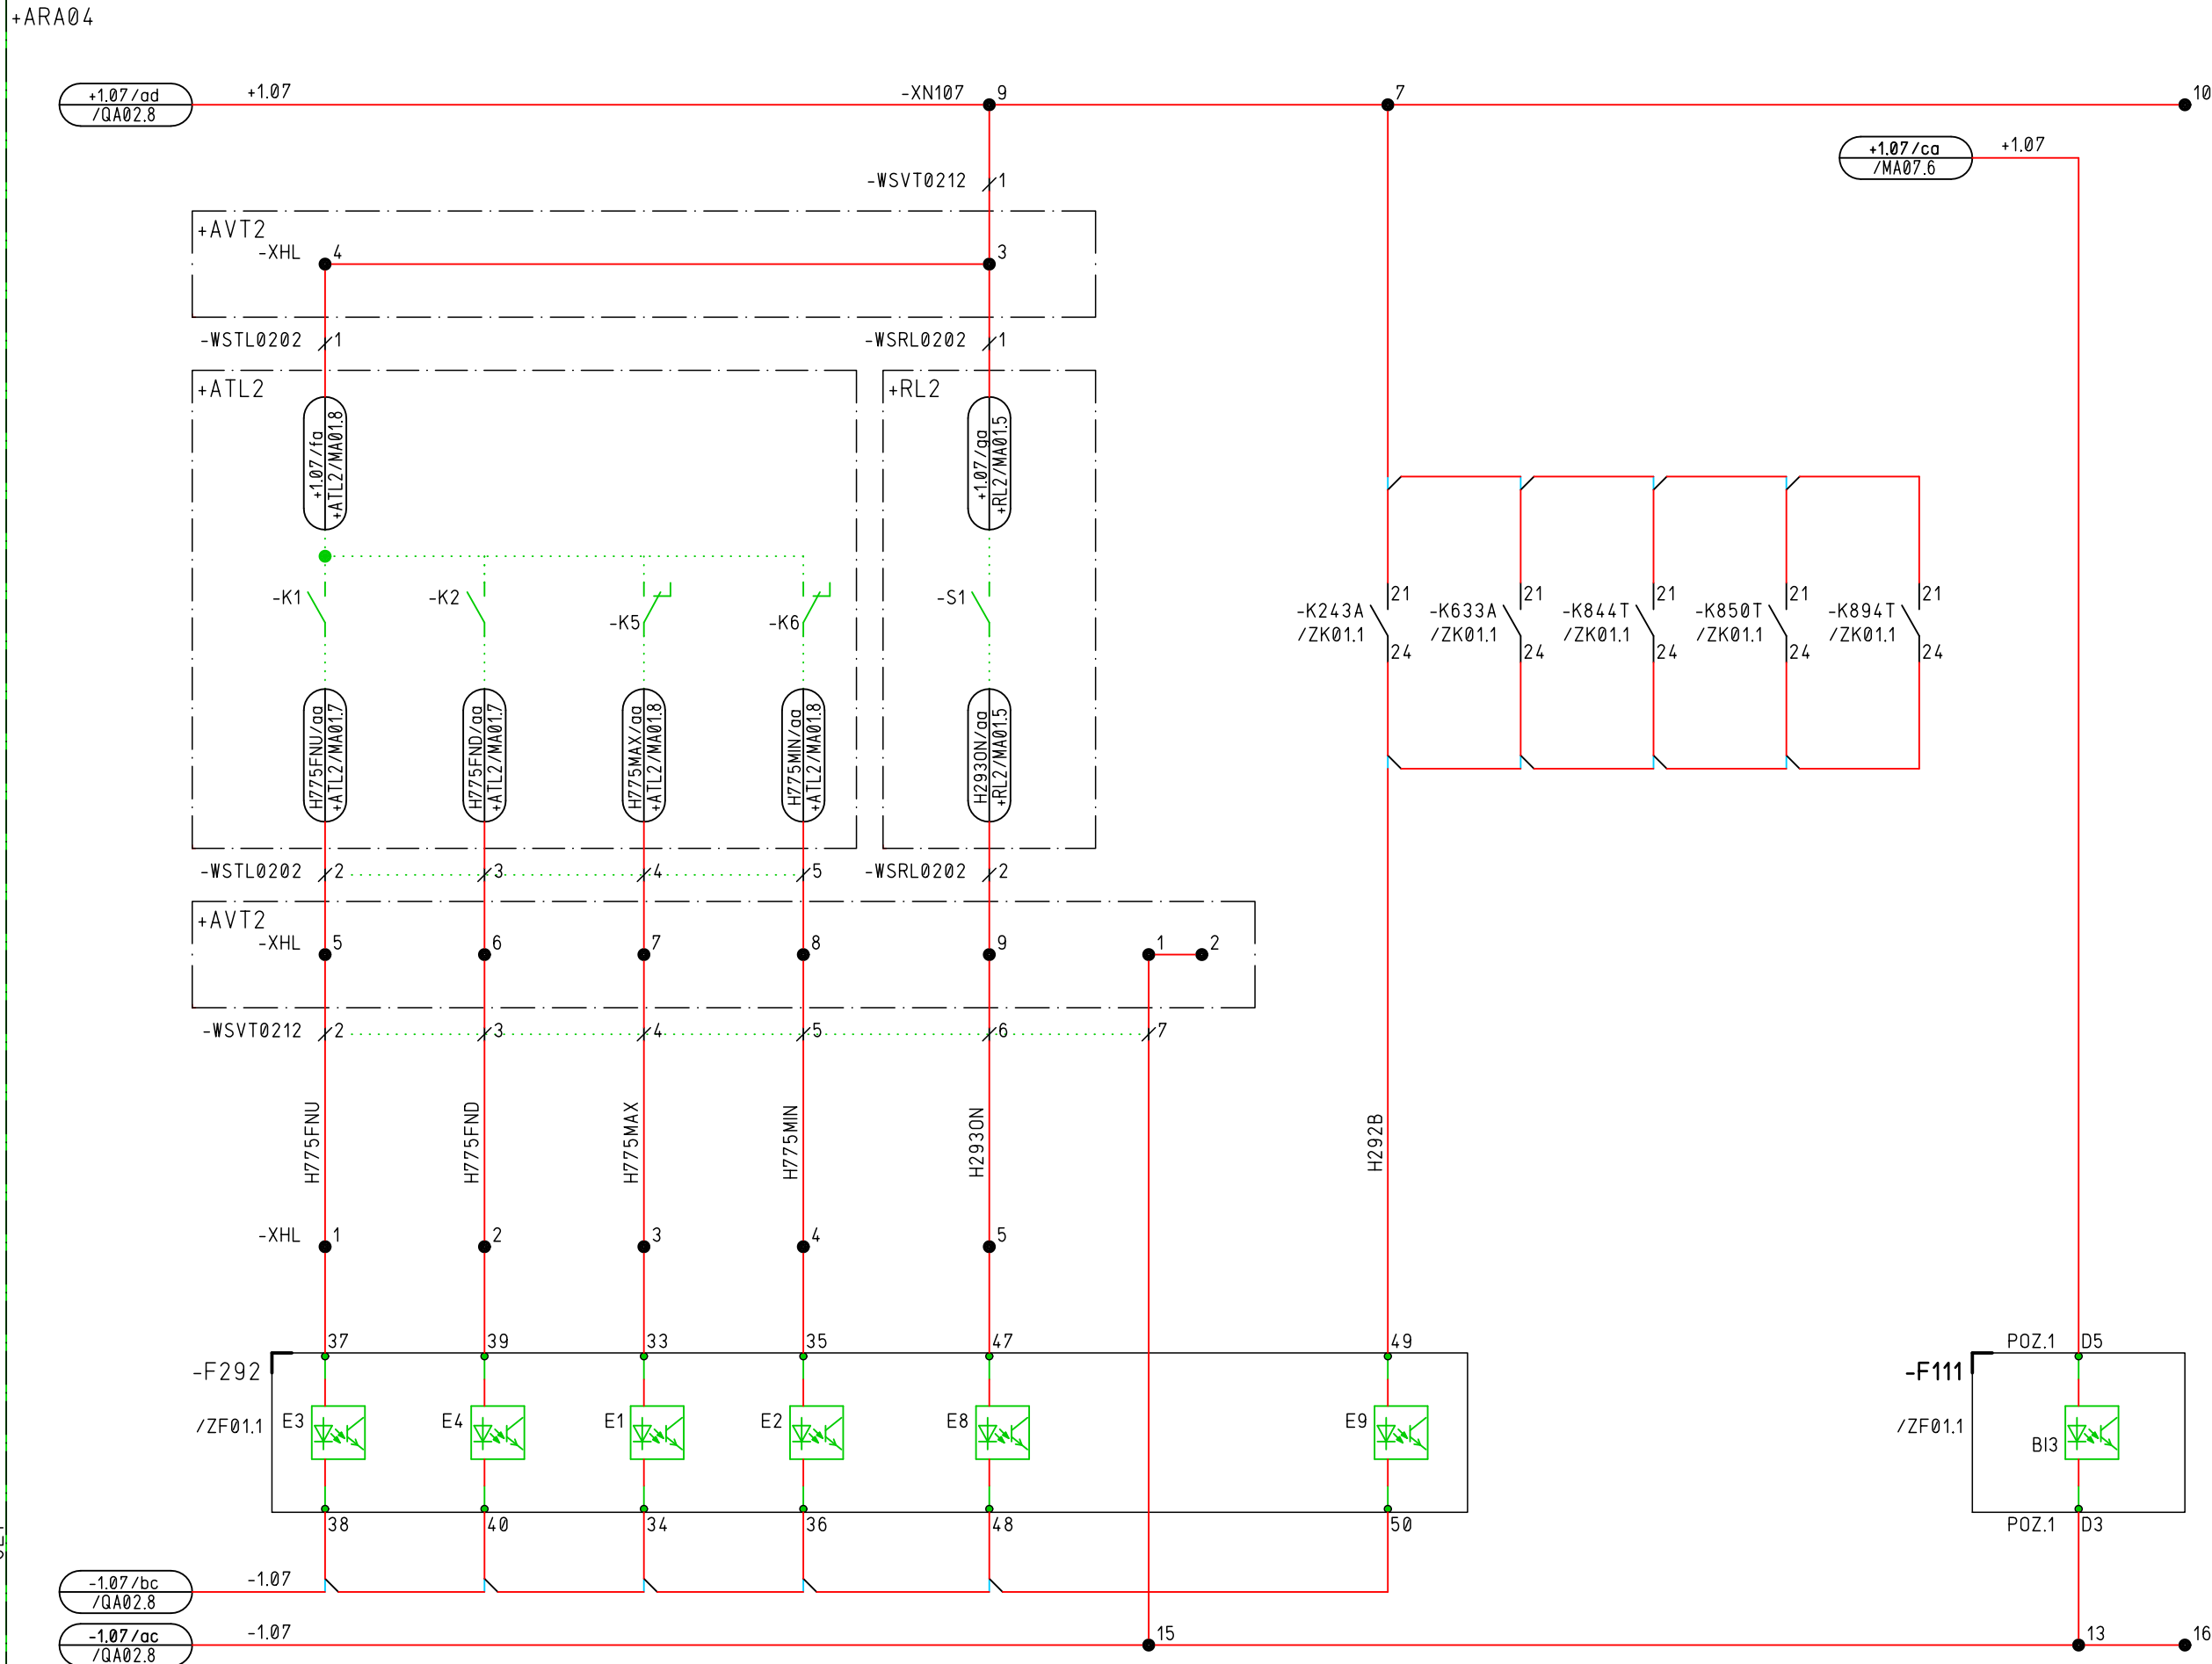 +ARA04
+1.07/ad
/QA02.8
+1.07
-XN107
9
7
10
+1.07/ca
/MA07.6
+1.07
-WSVT0212
1
+AVT2
-XHL
4
3
-WSTL0202
1
-WSRL0202
1
+ATL2
+RL2
+1.07/fa
+ATL2/MA01.8
+RL2/MA01.5
-K1
-K2
-K5
-K6
-S1
21
21
21
21
21
-K243A
-K633A
-K844T
-K850T
-K894T
/ZK01.1
/ZK01.1
/ZK01.1
/ZK01.1
/ZK01.1
24
24
24
24
24
H775FNU/aa
+ATL2/MA01.7
H775FND/aa
+ATL2/MA01.7
H775MAX/aa
+ATL2/MA01.8
H775MIN/aa
+ATL2/MA01.8
H293ON/aa
+RL2/MA01.5
-WSTL0202
2
3
4
5
-WSRL0202
2
+AVT2
-XHL
5
6
7
8
9
1
2
-WSVT0212
2
3
4
5
6
7
H775FNU
H775FND
H775MAX
H775MIN
H293ON
H292B
-XHL
1
2
3
4
5
37
39
33
35
47
49
POZ.1
D5
-F292
/ZF01.1
E3
E4
E1
E2
E8
E9
-F111
/ZF01.1
BI3
38
40
34
36
48
50
POZ.1
D3
-1.07/bc
/QA02.8
-1.07
-1.07/ac
/QA02.8
-1.07
15
13
16